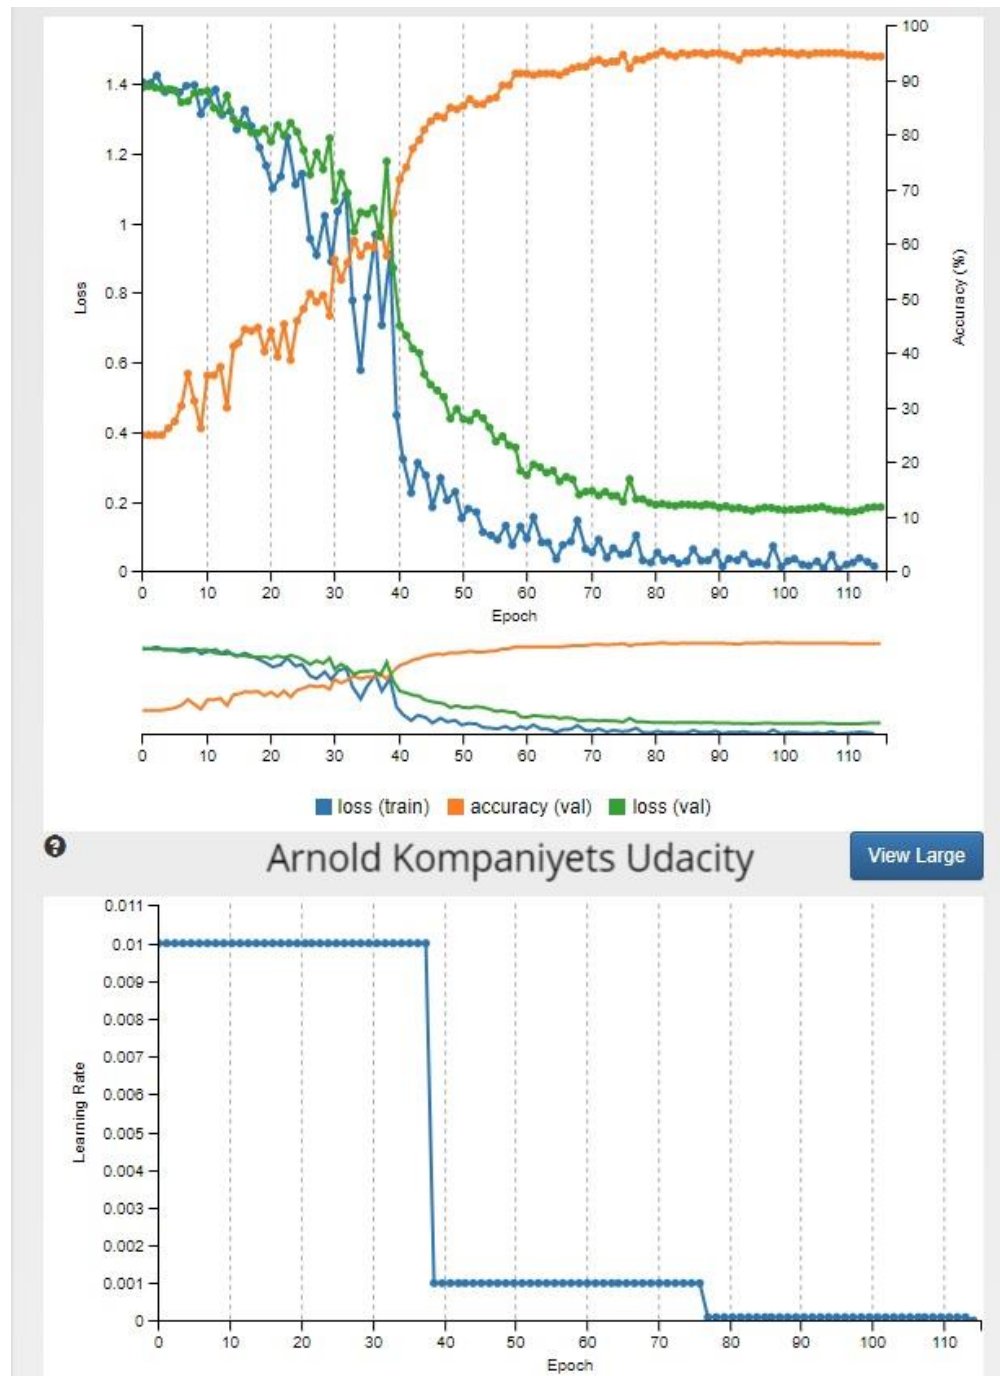 100
1.4
90
1.2
80
70
1
60
Loss
0.8
50
Accuracy (%)
0.6
40
30
0.4
20
0.2
10
0
0
0 10 20 30 40 50 60 70 80 90 100 110
Epoch
0 10 20 30 40 50 60 70 80 90 100 110
loss (train) accuracy (val) loss (val)
?
Arnold Kompaniyets Udacity
View Large
0.011
0.01
0.009
0.008
0.007
0.006
Learning Rate
0.005
0.004
0.003
0.002
0.001
0
0 10 20 30 40 50 60 70 80 90 100 110
Epoch